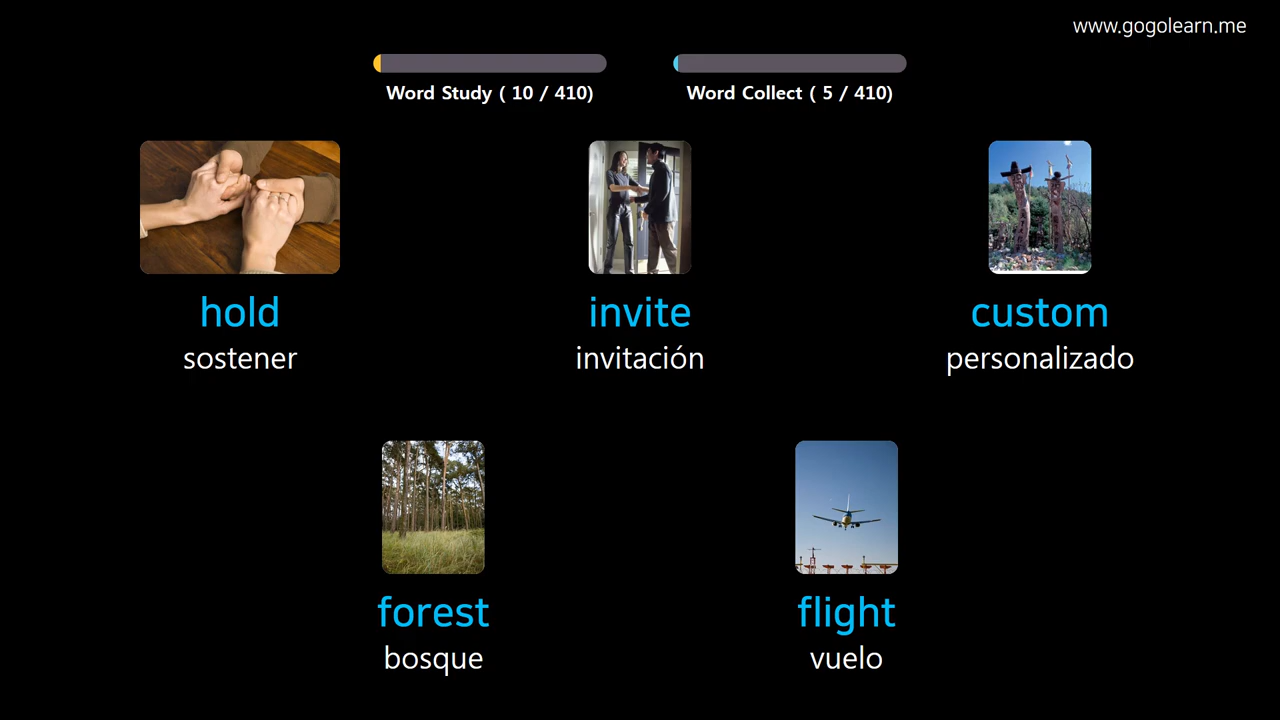 www.gogolearn.me
Word Study ( 10 / 410)
Word Collect ( 5 / 410)
hold
sostener
invite
invitación
custom
personalizado
forest
bosque
flight
vuelo